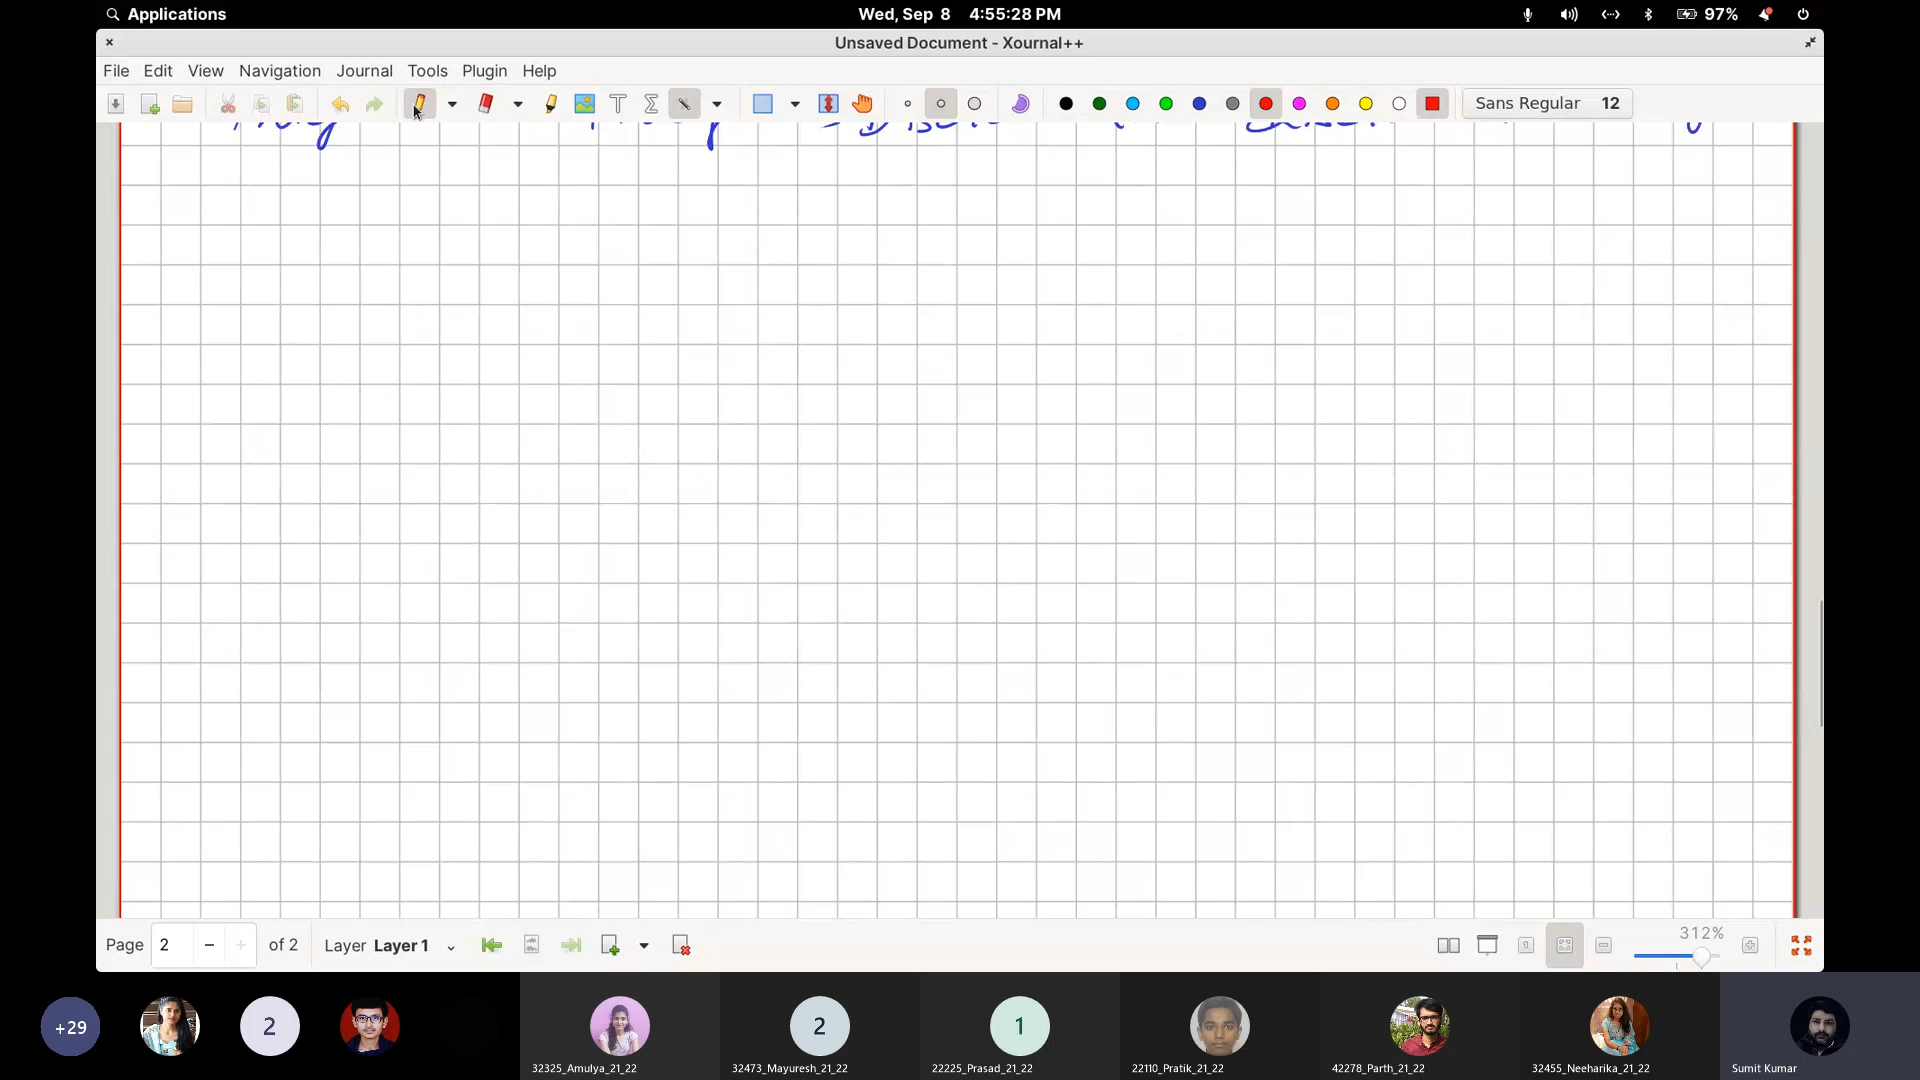 Applications
Wed, Sep 8 4:55:28 PM
97%
Unsaved Document - Xournal++
File Edit View Navigation Journal Tools Plugin Help
Sans Regular 12
Page 2 of 2 Layer Layer 1
312%
+29
2
2
1
32325_Amulya_21_22
32473_Mayuresh_21_22
22225_Prasad_21_22
22110_Pratik_21_22
42278_Parth_21_22
32455_Neeharika_21_22
Sumit Kumar